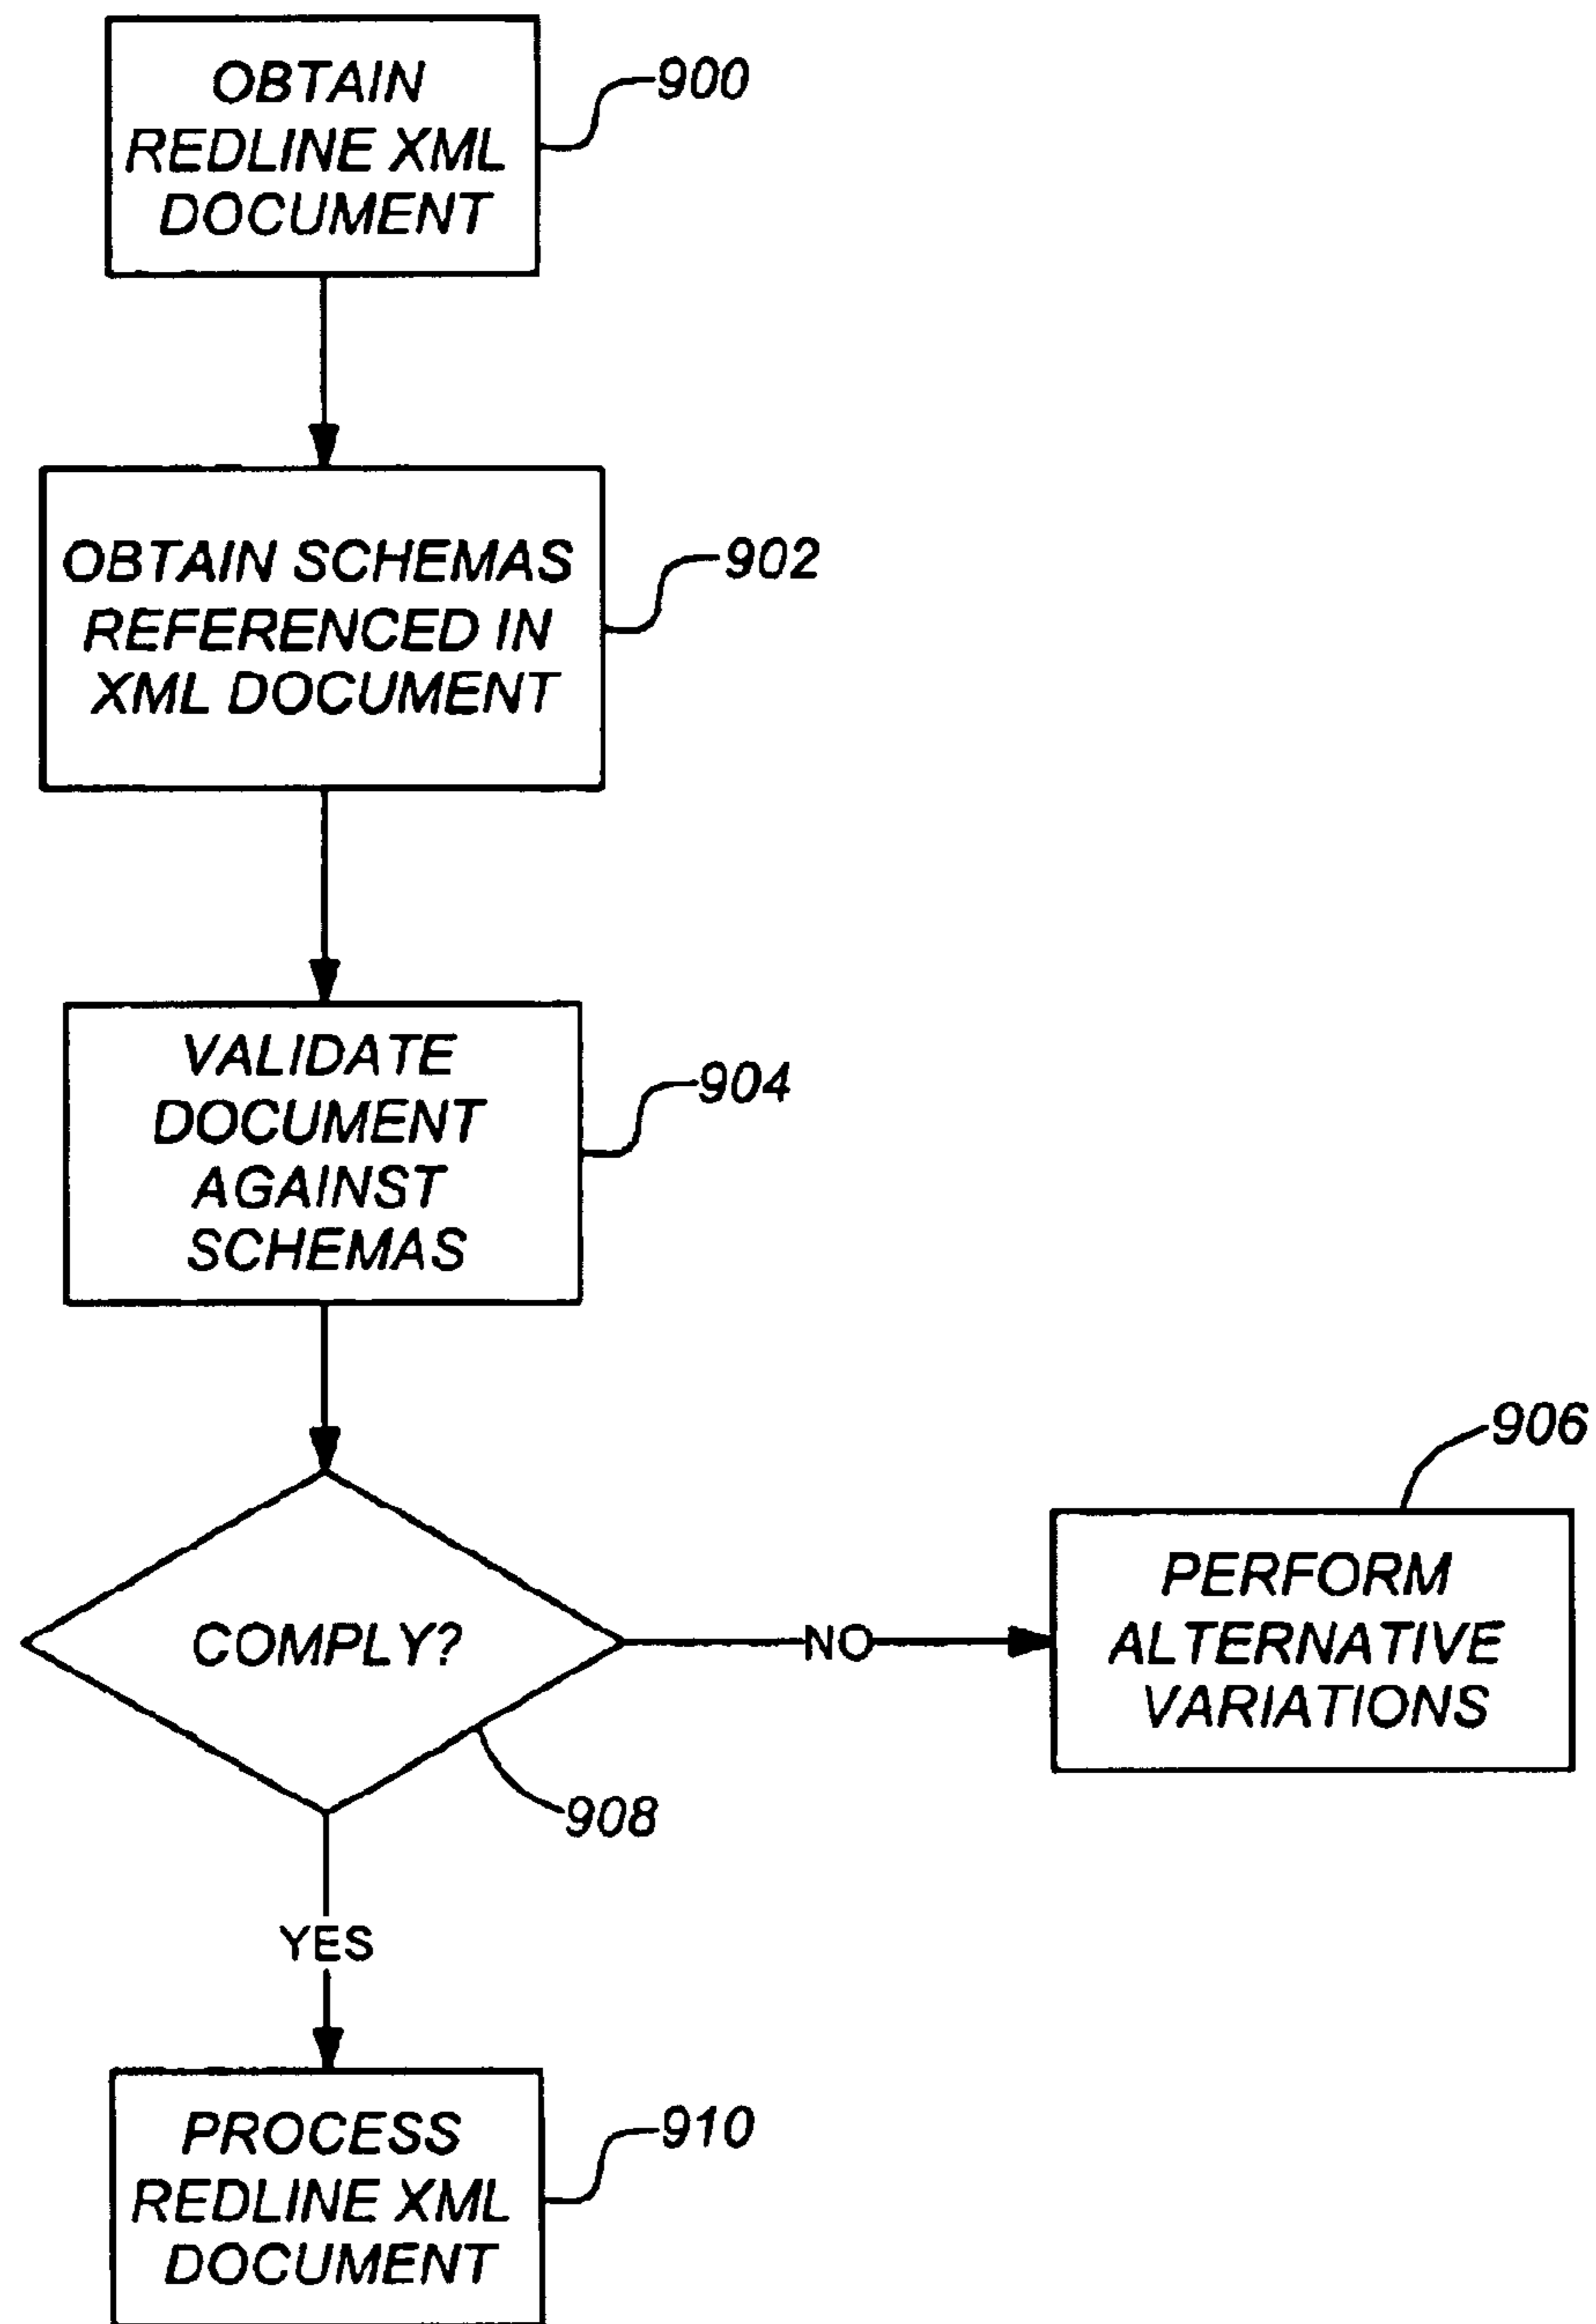 OBTAIN
REDLINE XML
DOCUMENT
900
OBTAIN SCHEMAS
REFERENCED IN
XML DOCUMENT
902
VALIDATE
DOCUMENT
AGAINST
SCHEMAS
904
COMPLY?
908
NO
906
PERFORM
ALTERNATIVE
VARIATIONS
YES
PROCESS
REDLINE XML
DOCUMENT
910